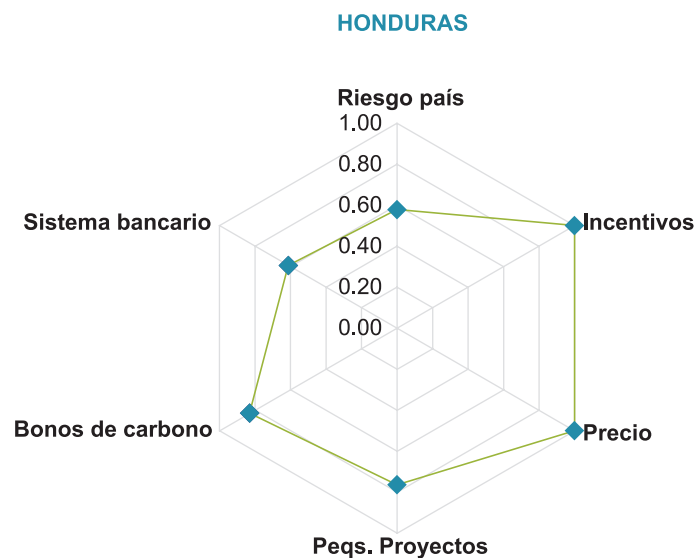 HONDURAS
Riesgo país
1.00
0.80
0.60
0.40
0.20
0.00
Sistema bancario
Incentivos
Bonos de carbono
Precio
Peqs. Proyectos